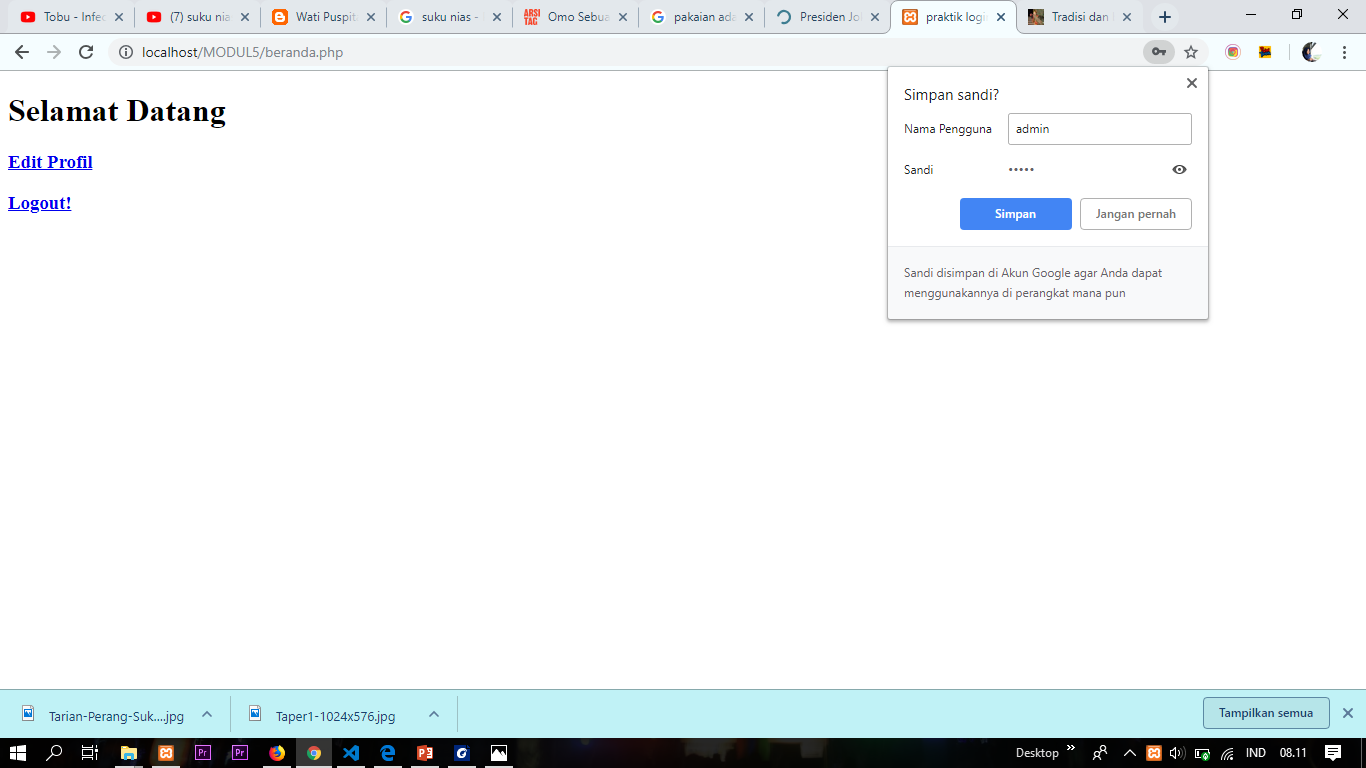 Tobu - Infec
(7) suku nia
Wati Puspita
suku nias -
ARSI TAG
Omo Sebua
pakaian ada
Presiden Jo
praktik logi
Tradisi dan
localhost/MODUL5/beranda.php
Selamat Datang
Edit Profil
Logout!
Simpan sandi?
Nama Pengguna
admin
Sandi
•••••
Simpan
Jangan pernah
Sandi disimpan di Akun Google agar Anda dapat
menggunakannya di perangkat mana pun
Tarian-Perang-Suk....jpg
Taper1-1024x576.jpg
Tampilkan semua
Pr
Pr
Desktop
IND
08.11